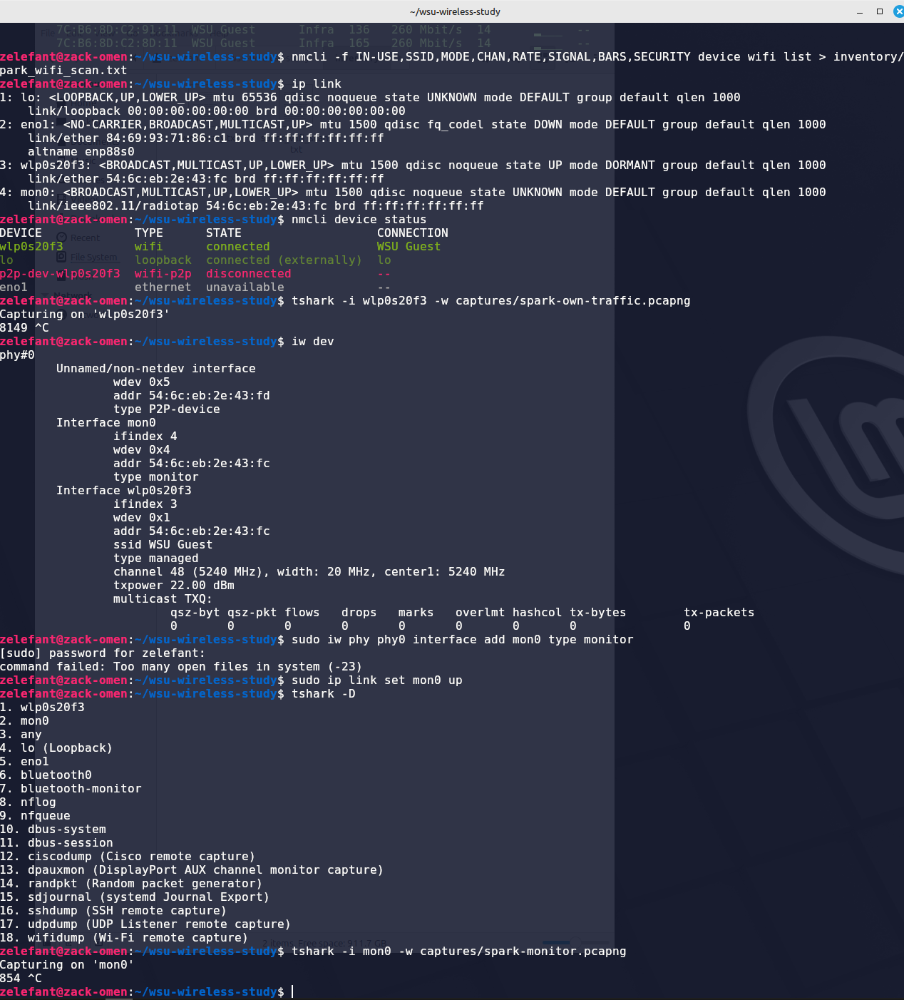 ~/wsu-wireless-study
7C:B6:8D:C2:91:11  WSU Guest      Infra  136   260 Mbit/s  14            --
7C:B6:8D:C2:8D:11  WSU Guest      Infra  165   260 Mbit/s  14            --
zelefant@zack-omen:~/wsu-wireless-study$ nmcli -f IN-USE,SSID,MODE,CHAN,RATE,SIGNAL,BARS,SECURITY device wifi list > inventory/
park_wifi_scan.txt
zelefant@zack-omen:~/wsu-wireless-study$ ip link
1: lo: <LOOPBACK,UP,LOWER_UP> mtu 65536 qdisc noqueue state UNKNOWN mode DEFAULT group default qlen 1000
    link/loopback 00:00:00:00:00:00 brd 00:00:00:00:00:00
2: eno1: <NO-CARRIER,BROADCAST,MULTICAST,UP> mtu 1500 qdisc fq_codel state DOWN mode DEFAULT group default qlen 1000
    link/ether 84:69:93:71:86:c1 brd ff:ff:ff:ff:ff:ff
    altname enp88s0
txt
3: wlp0s20f3: <BROADCAST,MULTICAST,UP,LOWER_UP> mtu 1500 qdisc noqueue state UP mode DORMANT group default qlen 1000
    link/ether 54:6c:eb:2e:43:fc brd ff:ff:ff:ff:ff:ff
4: mon0: <BROADCAST,MULTICAST,UP,LOWER_UP> mtu 1500 qdisc noqueue state UNKNOWN mode DEFAULT group default qlen 1000
    link/ieee802.11/radiotap 54:6c:eb:2e:43:fc brd ff:ff:ff:ff:ff:ff
zelefant@zack-omen:~/wsu-wireless-study$ nmcli device status
DEVICE             TYPE      STATE                   CONNECTION
Recent
wlp0s20f3          wifi      connected               WSU Guest
lo                 loopback  connected (externally)  lo
File System
p2p-dev-wlp0s20f3  wifi-p2p  disconnected            --
eno1               ethernet  unavailable             --
Network
zelefant@zack-omen:~/wsu-wireless-study$ tshark -i wlp0s20f3 -w captures/spark-own-traffic.pcapng
Capturing on 'wlp0s20f3'
8149 ^C
zelefant@zack-omen:~/wsu-wireless-study$ iw dev
phy#0
        Unnamed/non-netdev interface
                wdev 0x5
                addr 54:6c:eb:2e:43:fd
                type P2P-device
        Interface mon0
                ifindex 4
                wdev 0x4
                addr 54:6c:eb:2e:43:fc
                type monitor
        Interface wlp0s20f3
                ifindex 3
                wdev 0x1
                addr 54:6c:eb:2e:43:fc
                ssid WSU Guest
                type managed
                channel 48 (5240 MHz), width: 20 MHz, center1: 5240 MHz
                txpower 22.00 dBm
                multicast TXQ:
                        qsz-byt qsz-pkt flows   drops   marks   overlmt hashcol tx-bytes        tx-packets
                        0       0       0       0       0       0       0       0               0
zelefant@zack-omen:~/wsu-wireless-study$ sudo iw phy phy0 interface add mon0 type monitor
[sudo] password for zelefant:
command failed: Too many open files in system (-23)
zelefant@zack-omen:~/wsu-wireless-study$ sudo ip link set mon0 up
zelefant@zack-omen:~/wsu-wireless-study$ tshark -D
1. wlp0s20f3
2. mon0
3. any
4. lo (Loopback)
5. eno1
6. bluetooth0
7. bluetooth-monitor
8. nflog
9. nfqueue
10. dbus-system
11. dbus-session
12. ciscodump (Cisco remote capture)
13. dpauxmon (DisplayPort AUX channel monitor capture)
14. randpkt (Random packet generator)
15. sdjournal (systemd Journal Export)
16. sshdump (SSH remote capture)
17. udpdump (UDP Listener remote capture)
18. wifidump (Wi-Fi remote capture)
2 items, Free space: 911.7 GB
zelefant@zack-omen:~/wsu-wireless-study$ tshark -i mon0 -w captures/spark-monitor.pcapng
Capturing on 'mon0'
854 ^C
zelefant@zack-omen:~/wsu-wireless-study$